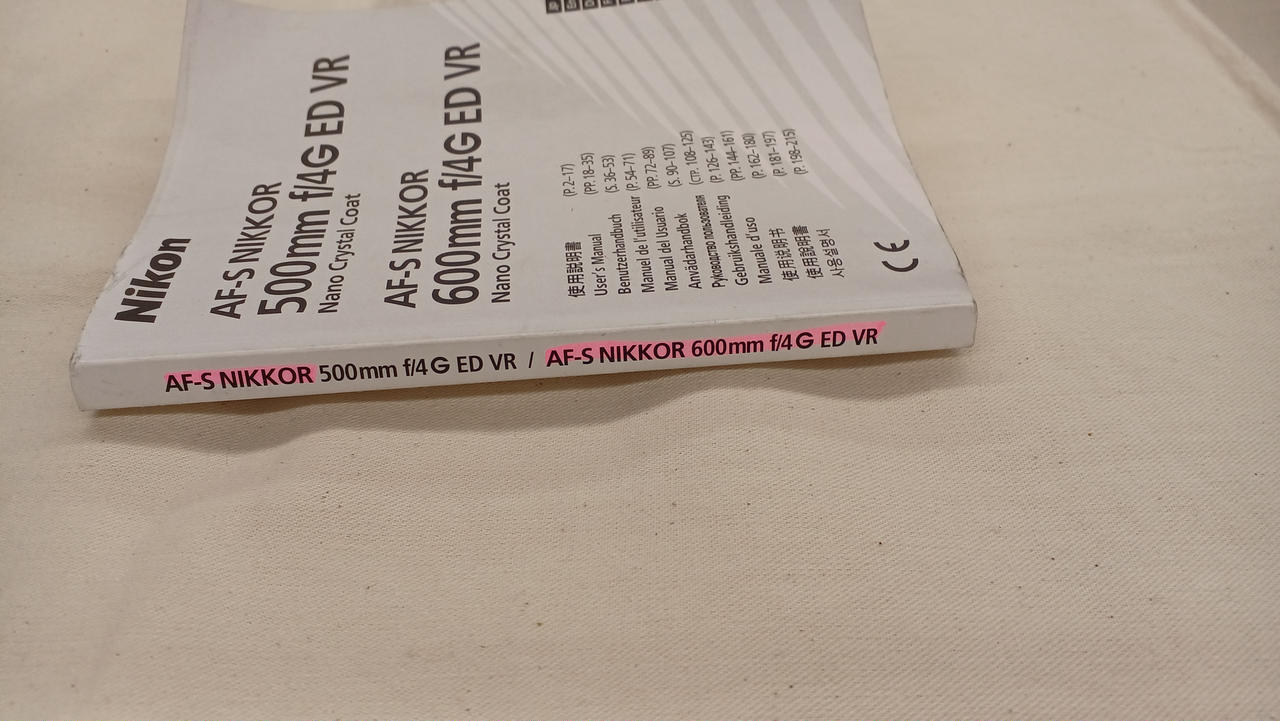 Nikon
AF-S NIKKOR
500mm f/4G ED VR
Nano Crystal Coat
AF-S NIKKOR
600mm f/4G ED VR
Nano Crystal Coat
使用説明書 (P. 2–17)
User's Manual (PP. 18–35)
Benutzerhandbuch (S. 36–53)
Manuel de l'utilisateur (P. 54–71)
Manual del Usuario (PP. 72–89)
Användarhandbok (S. 90–107)
Руководство пользователя (СТР. 108–125)
Gebruikshandleiding (P. 126–143)
Manuale d'uso (PP. 144–161)
使用说明书 (P. 162–180)
使用說明書 (P. 181–197)
사용설명서 (P. 198–215)
CE
AF-S NIKKOR 500mm f/4G ED VR / AF-S NIKKOR 600mm f/4G ED VR